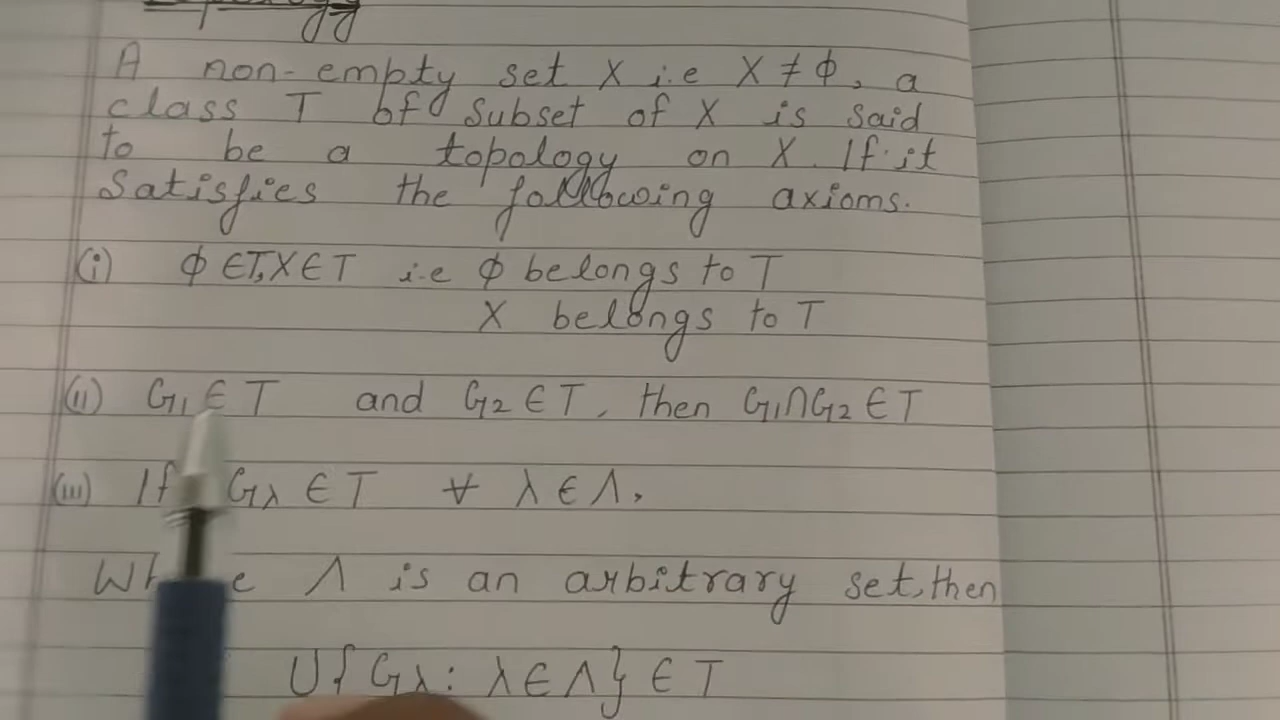 A non-empty set X i.e X ≠ ϕ, a
class T of subset of X is said
to be a topology on X. If it
Satisfies the following axioms.
(i) ϕ ∈ T, X ∈ T i.e ϕ belongs to T
X belongs to T
(ii) G₁ ∈ T and G₂ ∈ T, then G₁∩G₂ ∈ T
(iii) If Gλ ∈ T ∀ λ ∈ Λ,
Λ is an arbitrary set, then
∪{Gλ : λ ∈ Λ} ∈ T